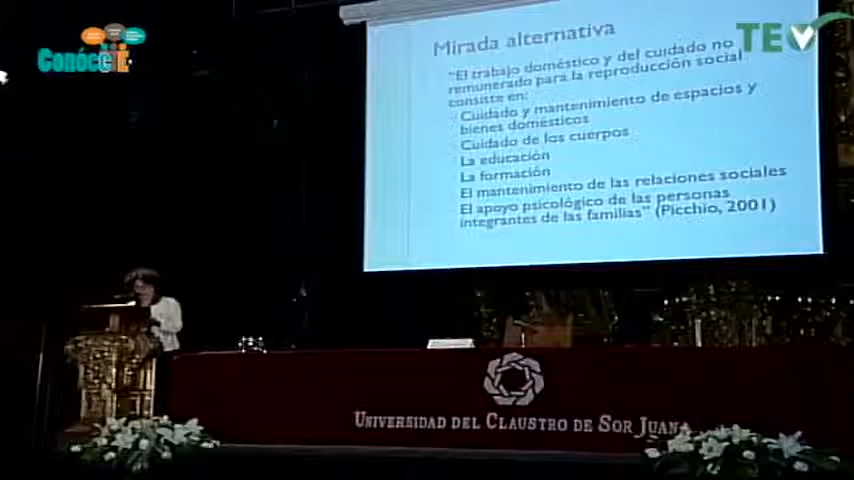 ConóceTE
TEV
Mirada alternativa
"El trabajo doméstico y del cuidado no
remunerado para la reproducción social
consiste en:
Cuidado y mantenimiento de espacios y
bienes domésticos
Cuidado de los cuerpos
La educación
La formación
El mantenimiento de las relaciones sociales
El apoyo psicológico de las personas
integrantes de las familias" (Picchio, 2001)
UNIVERSIDAD DEL CLAUSTRO DE SOR JUANA